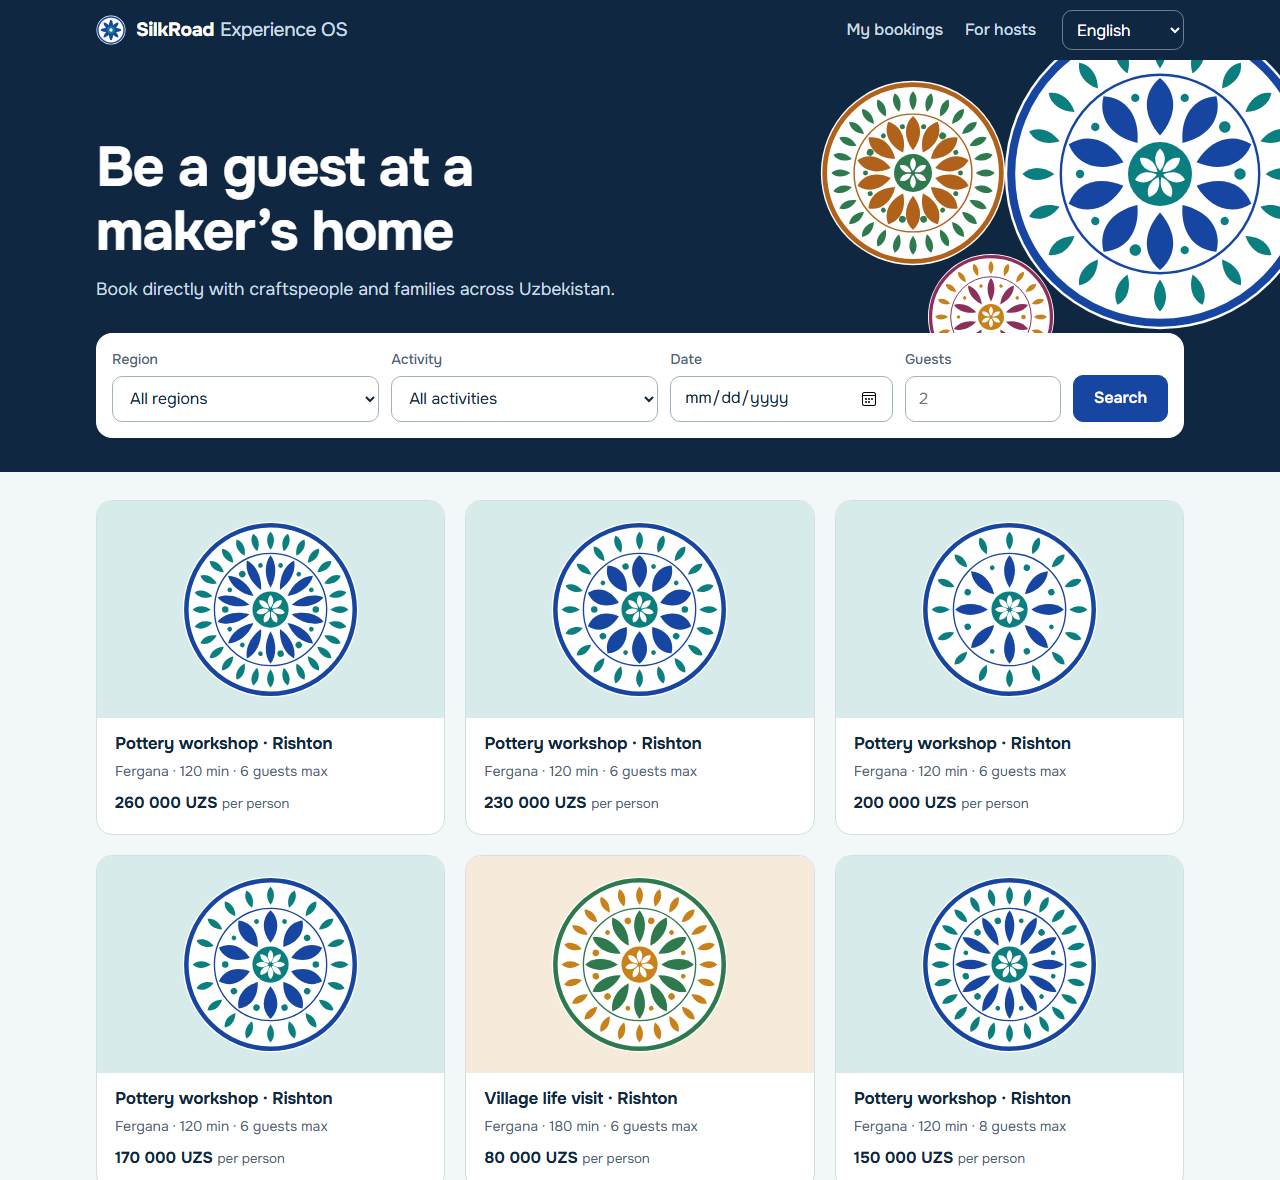 SilkRoad Experience OS
My bookings
For hosts
English
Be a guest at a
maker’s home
Book directly with craftspeople and families across Uzbekistan.
Region
Activity
Date
Guests
All regions
All activities
mm/dd/yyyy
2
Search
Pottery workshop · Rishton
Fergana · 120 min · 6 guests max
260 000 UZS per person
Pottery workshop · Rishton
Fergana · 120 min · 6 guests max
230 000 UZS per person
Pottery workshop · Rishton
Fergana · 120 min · 6 guests max
200 000 UZS per person
Pottery workshop · Rishton
Fergana · 120 min · 6 guests max
170 000 UZS per person
Village life visit · Rishton
Fergana · 180 min · 6 guests max
80 000 UZS per person
Pottery workshop · Rishton
Fergana · 120 min · 8 guests max
150 000 UZS per person